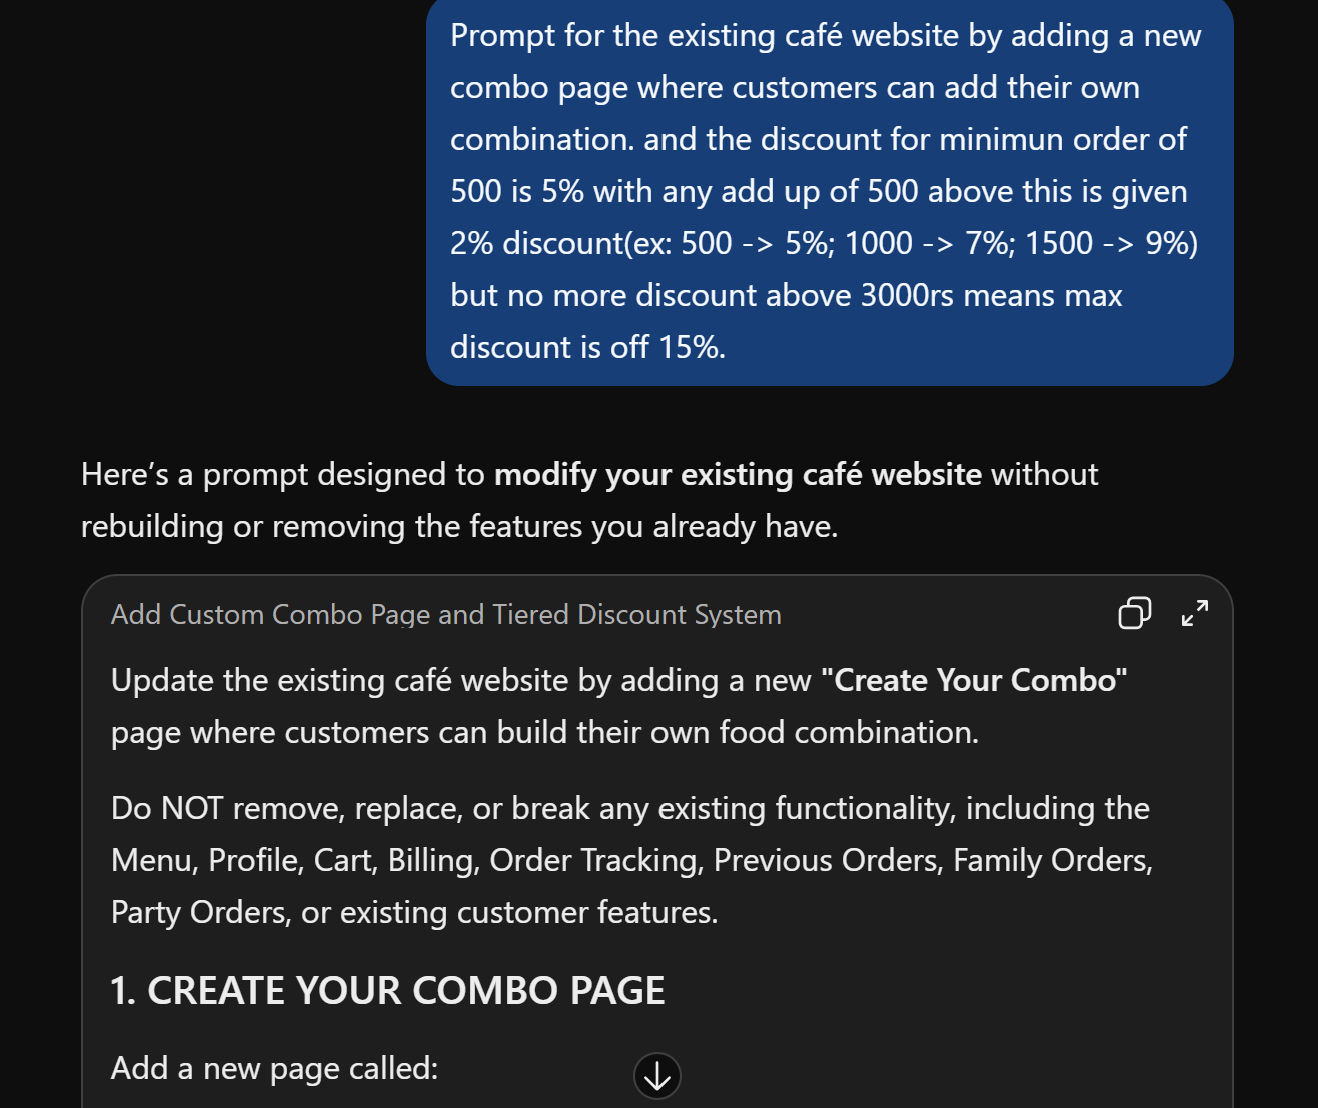 Prompt for the existing café website by adding a new
combo page where customers can add their own
combination. and the discount for minimun order of
500 is 5% with any add up of 500 above this is given
2% discount(ex: 500 -> 5%; 1000 -> 7%; 1500 -> 9%)
but no more discount above 3000rs means max
discount is off 15%.
Here’s a prompt designed to modify your existing café website without
rebuilding or removing the features you already have.
Add Custom Combo Page and Tiered Discount System
Update the existing café website by adding a new "Create Your Combo"
page where customers can build their own food combination.
Do NOT remove, replace, or break any existing functionality, including the
Menu, Profile, Cart, Billing, Order Tracking, Previous Orders, Family Orders,
Party Orders, or existing customer features.
1. CREATE YOUR COMBO PAGE
Add a new page called: